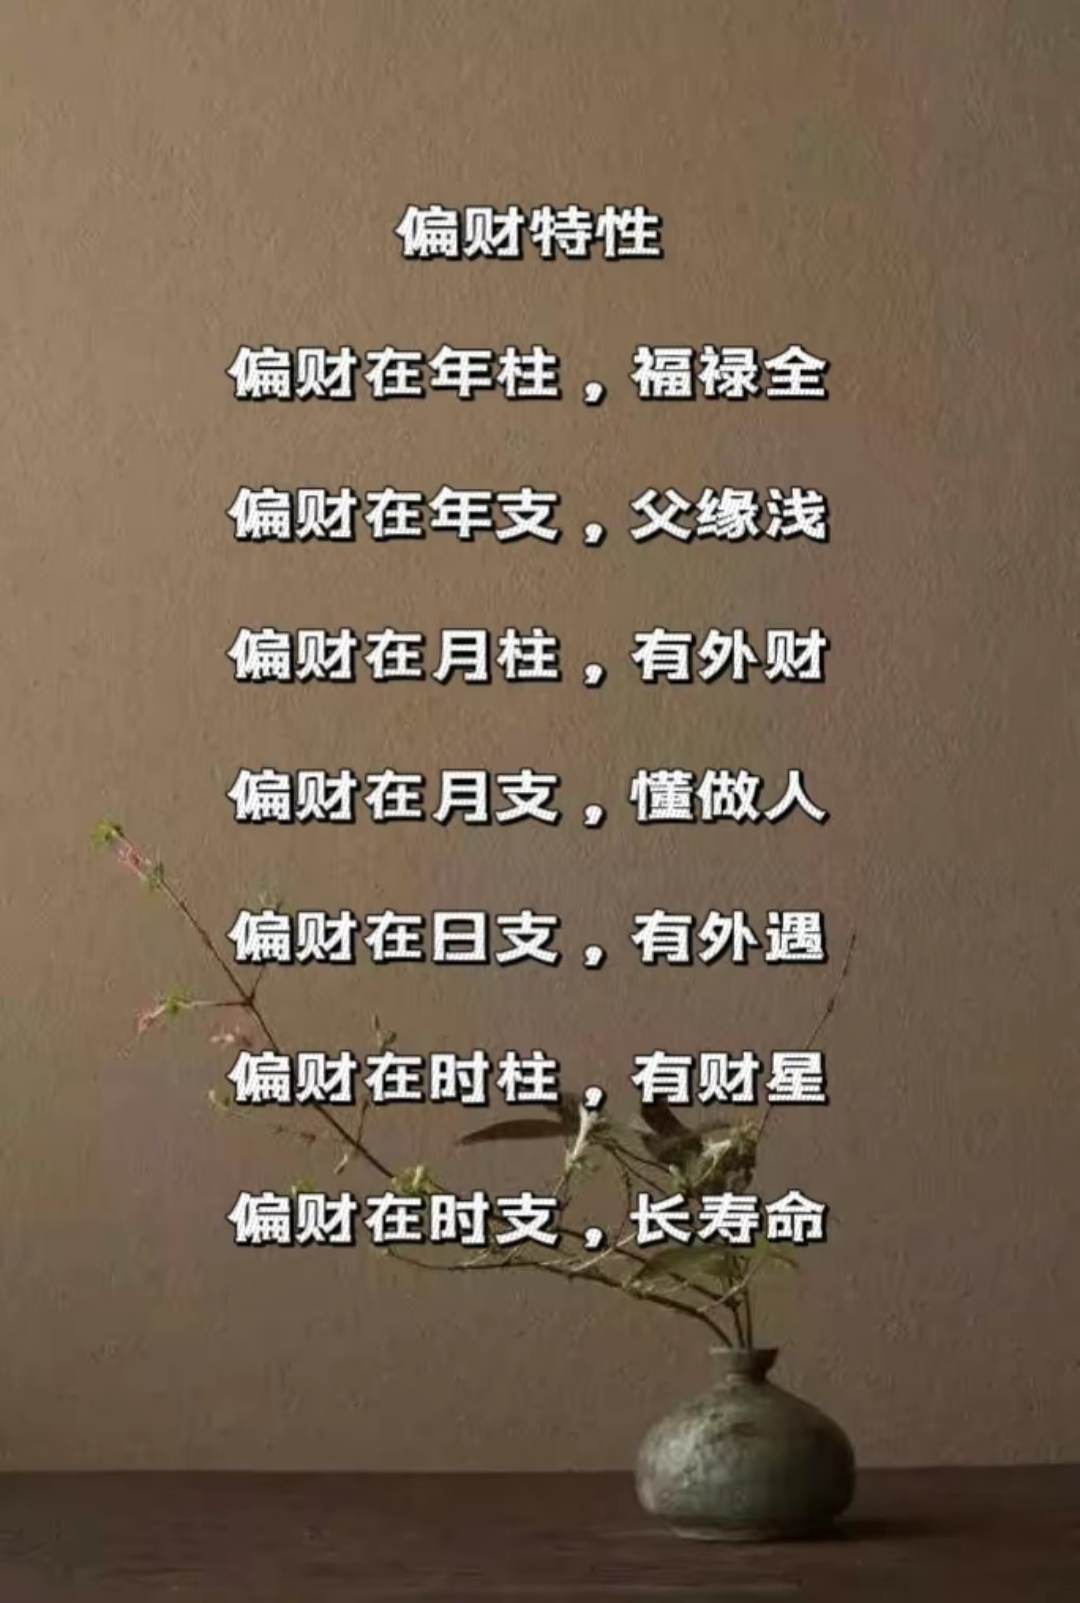 偏财特性
偏财在年柱，福禄全
偏财在年支，父缘浅
偏财在月柱，有外财
偏财在月支，懂做人
偏财在日支，有外遇
偏财在时柱，有财星
偏财在时支，长寿命